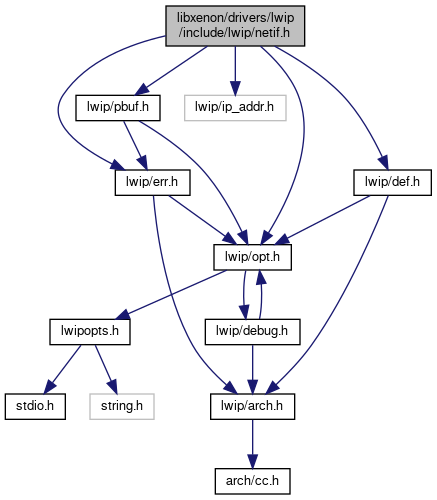 libxenon/drivers/lwip
/include/lwip/netif.h
lwip/pbuf.h
lwip/ip_addr.h
lwip/err.h
lwip/def.h
lwip/opt.h
lwipopts.h
lwip/debug.h
stdio.h
string.h
lwip/arch.h
arch/cc.h